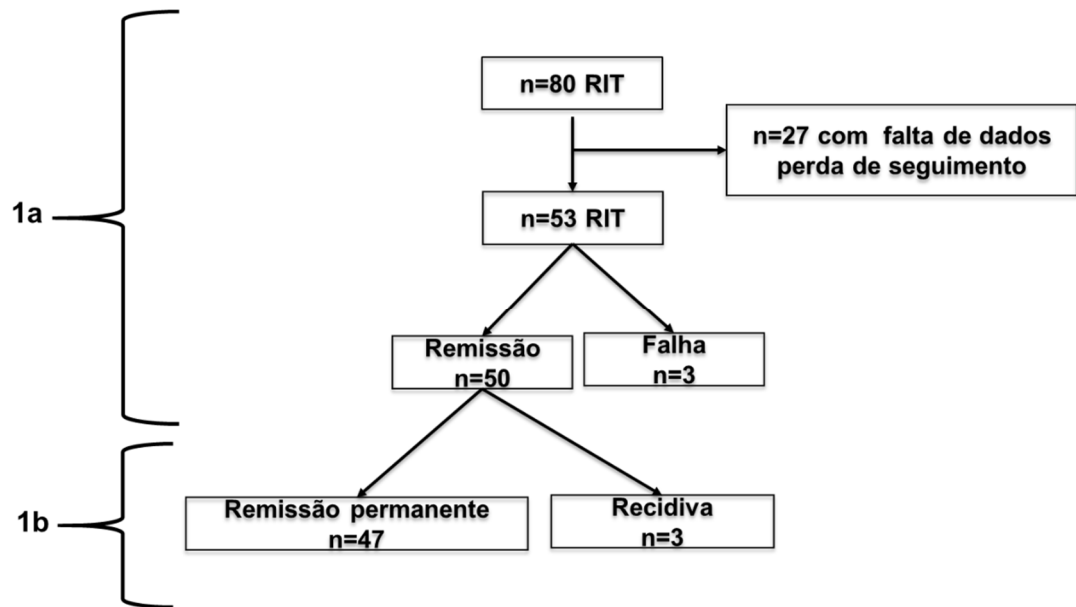 n=80 RIT
n=27 com falta de dados
perda de seguimento
1a
n=53 RIT
Remissão
n=50
Falha
n=3
1b
Remissão permanente
n=47
Recidiva
n=3